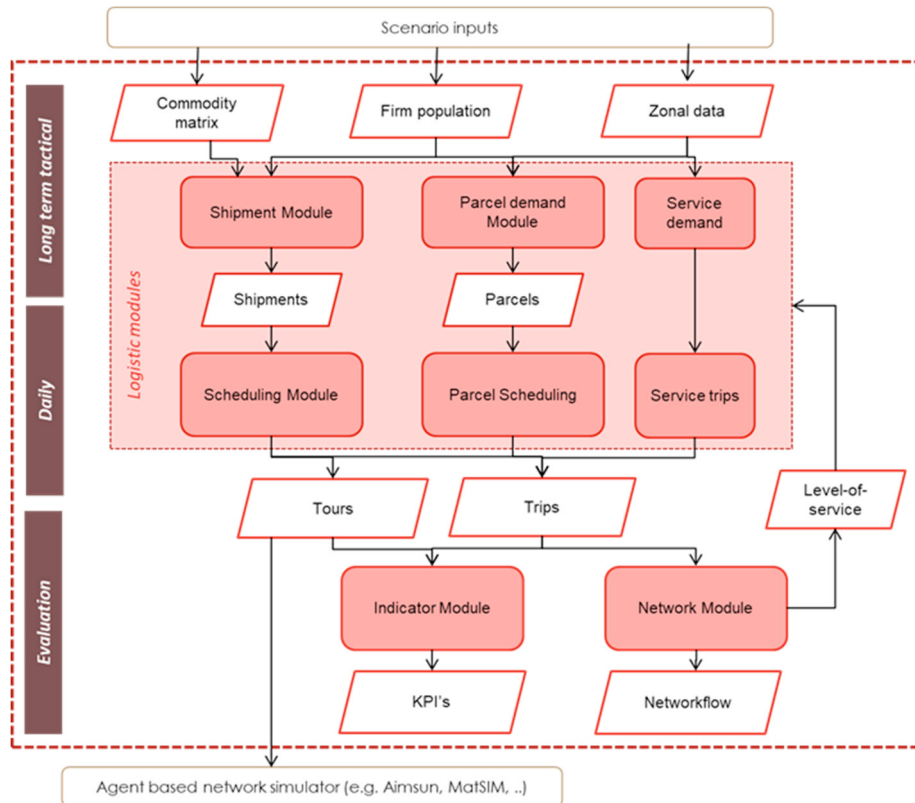 Scenario inputs
Long term tactical
Commodity
matrix
Firm population
Zonal data
Logistic modules
Shipment Module
Parcel demand
Module
Service
demand
Shipments
Parcels
Daily
Scheduling Module
Parcel Scheduling
Service trips
Tours
Trips
Level-of-
service
Evaluation
Indicator Module
Network Module
KPI's
Networkflow
Agent based network simulator (e.g. Aimsun, MatSIM, ..)